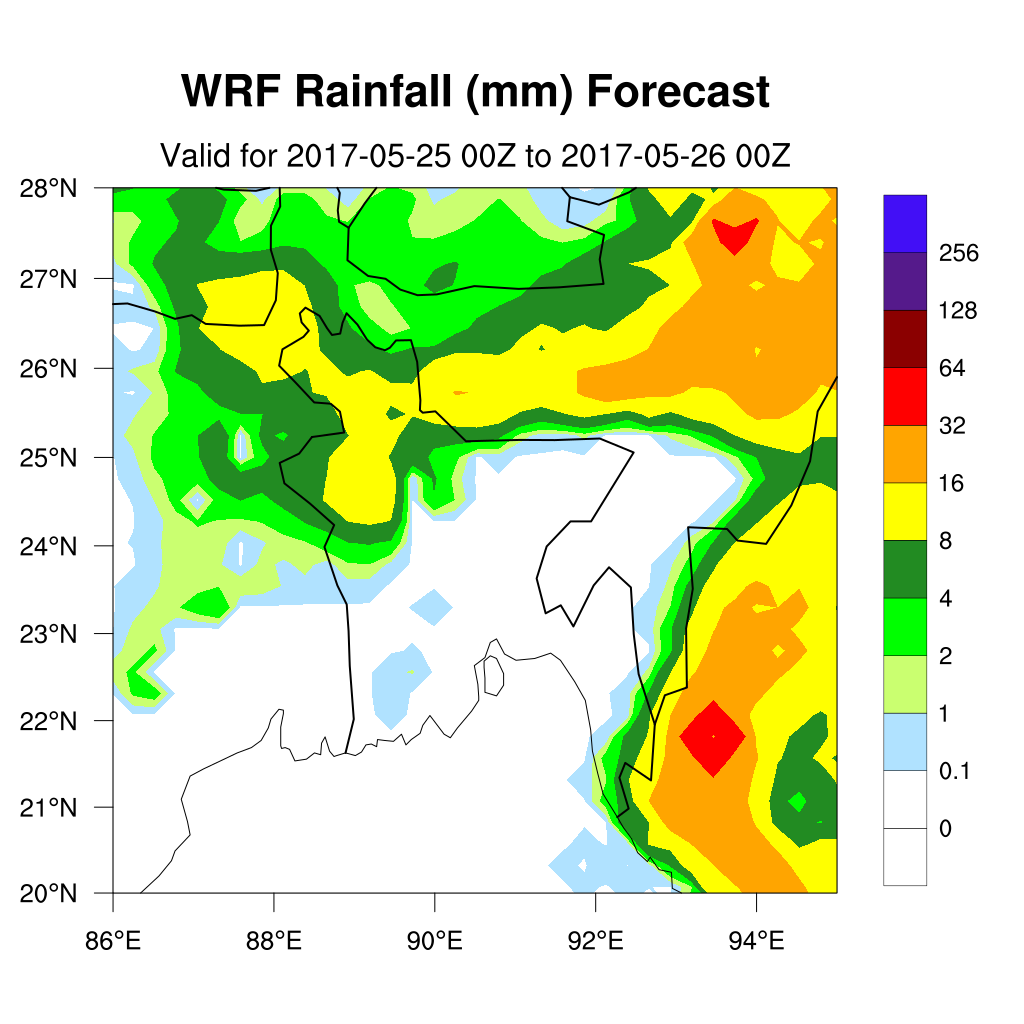 WRF Rainfall (mm) Forecast
Valid for 2017-05-25 00Z to 2017-05-26 00Z
28°N
27°N
26°N
25°N
24°N
23°N
22°N
21°N
20°N
86°E 88°E 90°E 92°E 94°E
256
128
64
32
16
8
4
2
1
0.1
0